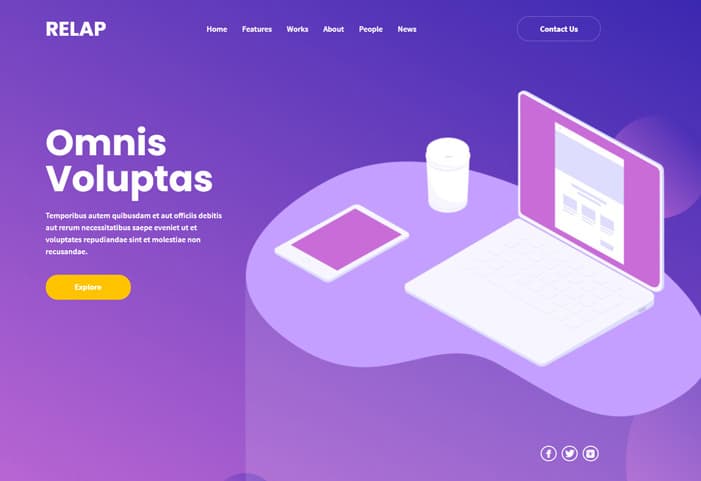 RELAP
Home Features Works About People News
Contact Us
Omnis
Voluptas
Temporibus autem quibusdam et aut officiis debitis
aut rerum necessitatibus saepe eveniet ut et
voluptates repudiandae sint et molestiae non
recusandae.
Explore